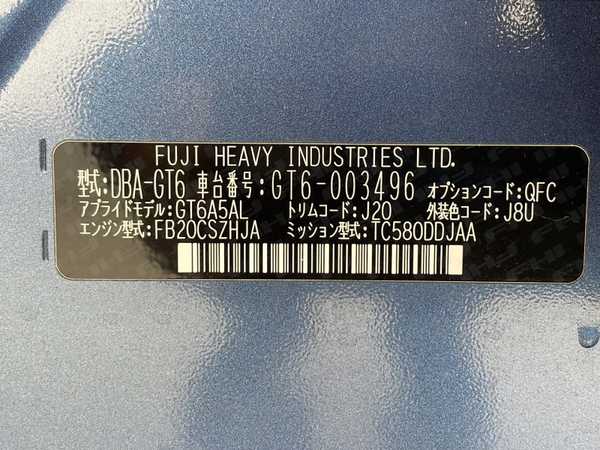 FUJI HEAVY INDUSTRIES LTD.
型式:DBA-GT6 車台番号:GT6-003496 オプションコード:QFC
アプライドモデル:GT6A5AL トリムコード:J20 外装色コード:J8U
エンジン型式:FB20CSZHJA ミッション型式:TC580DDJAA